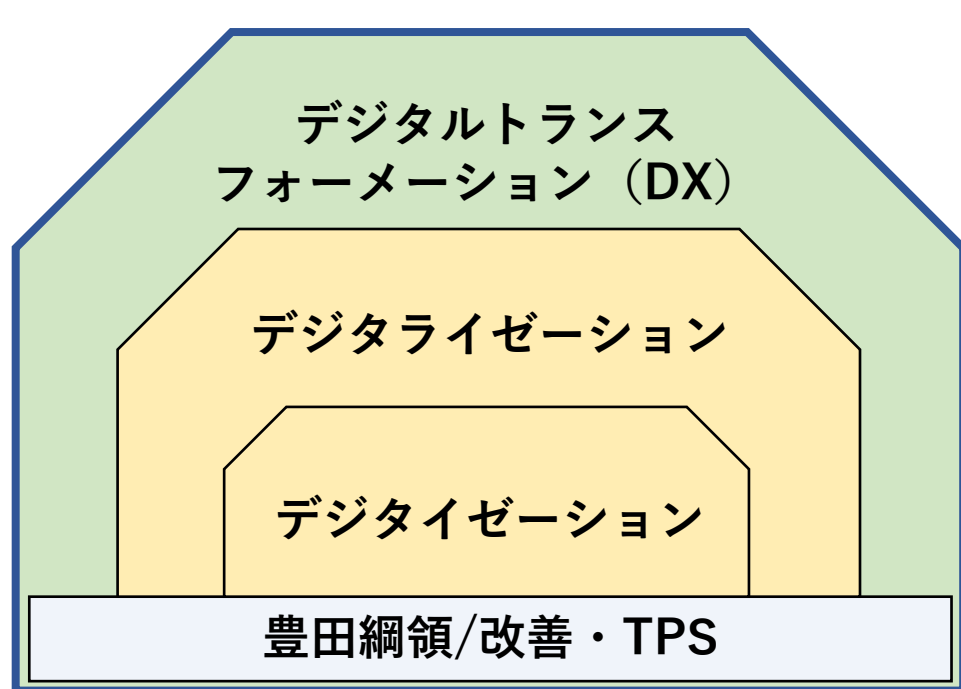 デジタルトランス
フォーメーション（DX）
デジタライゼーション
デジタイゼーション
豊田綱領/改善・TPS